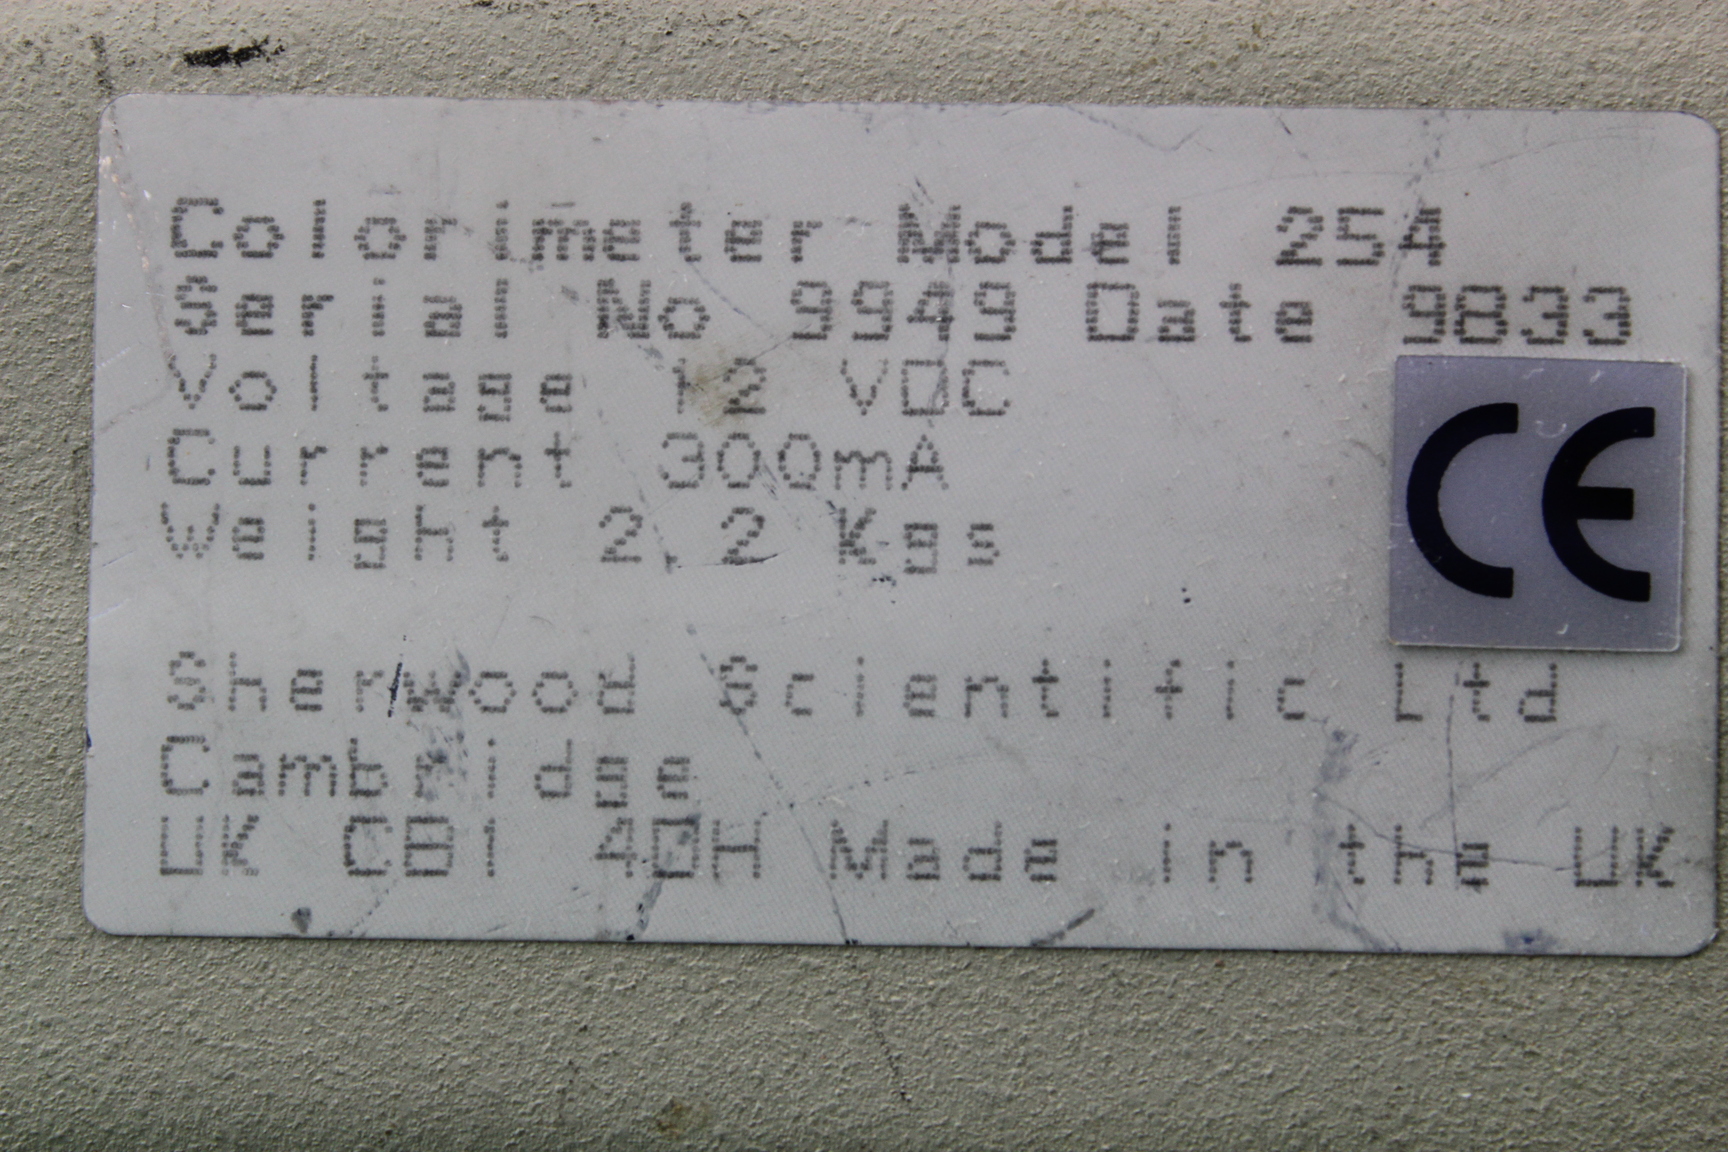 Colorimeter Model 254
Serial No 9949 Date 9833
Voltage 12 VDC
Current 300mA
Weight 2.2 Kgs
CE
Sherwood Scientific Ltd
Cambridge
UK CB1 4DH Made in the UK